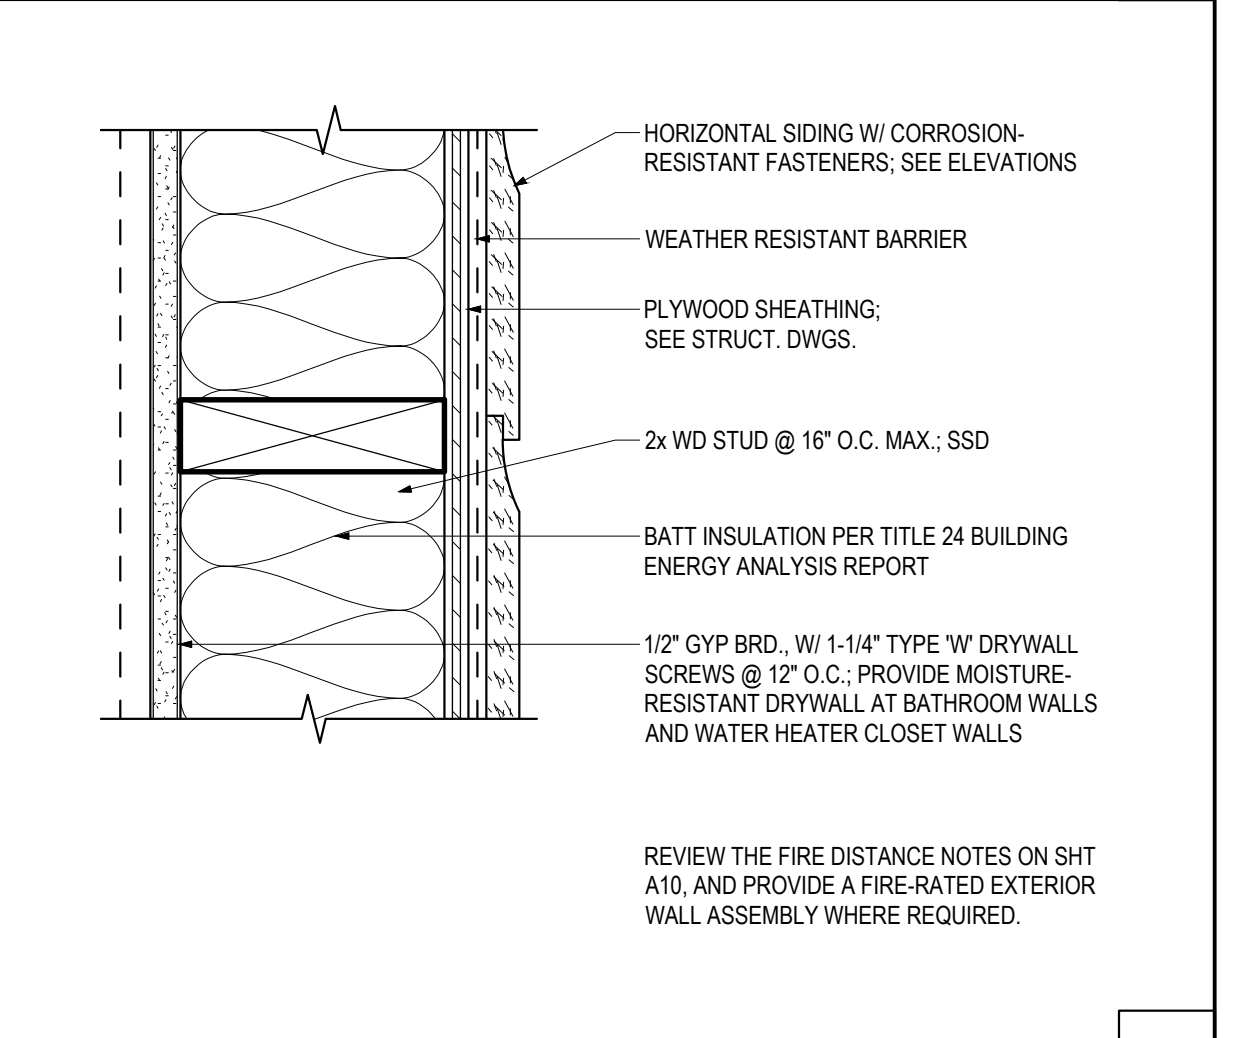 HORIZONTAL SIDING W/ CORROSION-
RESISTANT FASTENERS; SEE ELEVATIONS
WEATHER RESISTANT BARRIER
PLYWOOD SHEATHING;
SEE STRUCT. DWGS.
2x WD STUD @ 16" O.C. MAX.; SSD
BATT INSULATION PER TITLE 24 BUILDING
ENERGY ANALYSIS REPORT
1/2" GYP BRD., W/ 1-1/4" TYPE 'W' DRYWALL
SCREWS @ 12" O.C.; PROVIDE MOISTURE-
RESISTANT DRYWALL AT BATHROOM WALLS
AND WATER HEATER CLOSET WALLS
REVIEW THE FIRE DISTANCE NOTES ON SHT
A10, AND PROVIDE A FIRE-RATED EXTERIOR
WALL ASSEMBLY WHERE REQUIRED.